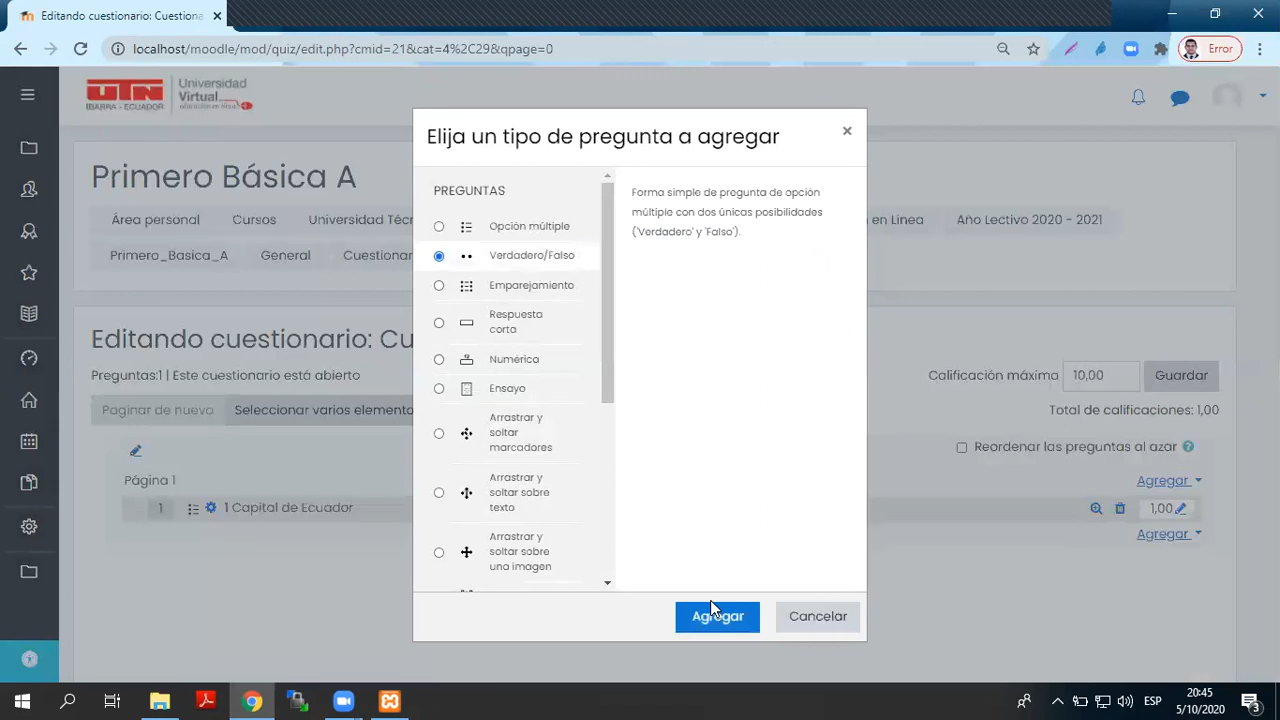 Editando cuestionario: Cuestiona
localhost/moodle/mod/quiz/edit.php?cmid=21&cat=4%2C29&qpage=0
Error
UTN
IBARRA - ECUADOR
Universidad
Virtual
Primero Básica A
Área personal
Cursos
Universidad Téc
en Línea
Año Lectivo 2020 - 2021
Primero_Basica_A
General
Cuestionar
Editando cuestionario: Cu
Preguntas:1 | Este cuestionario está abierto
Calificación máxima
10,00
Guardar
Paginar de nuevo
Seleccionar varios elemento
Total de calificaciones: 1,00
Reordenar las preguntas al azar
Página 1
Agregar
1
1 Capital de Ecuador
1,00
Agregar
Elija un tipo de pregunta a agregar
×
PREGUNTAS
Opción múltiple
Verdadero/Falso
Emparejamiento
Respuesta
corta
Numérica
Ensayo
Arrastrar y
soltar
marcadores
Arrastrar y
soltar sobre
texto
Arrastrar y
soltar sobre
una imagen
Forma simple de pregunta de opción
múltiple con dos únicas posibilidades
('Verdadero' y 'Falso').
Agregar
Cancelar
ESP
20:45
5/10/2020
3